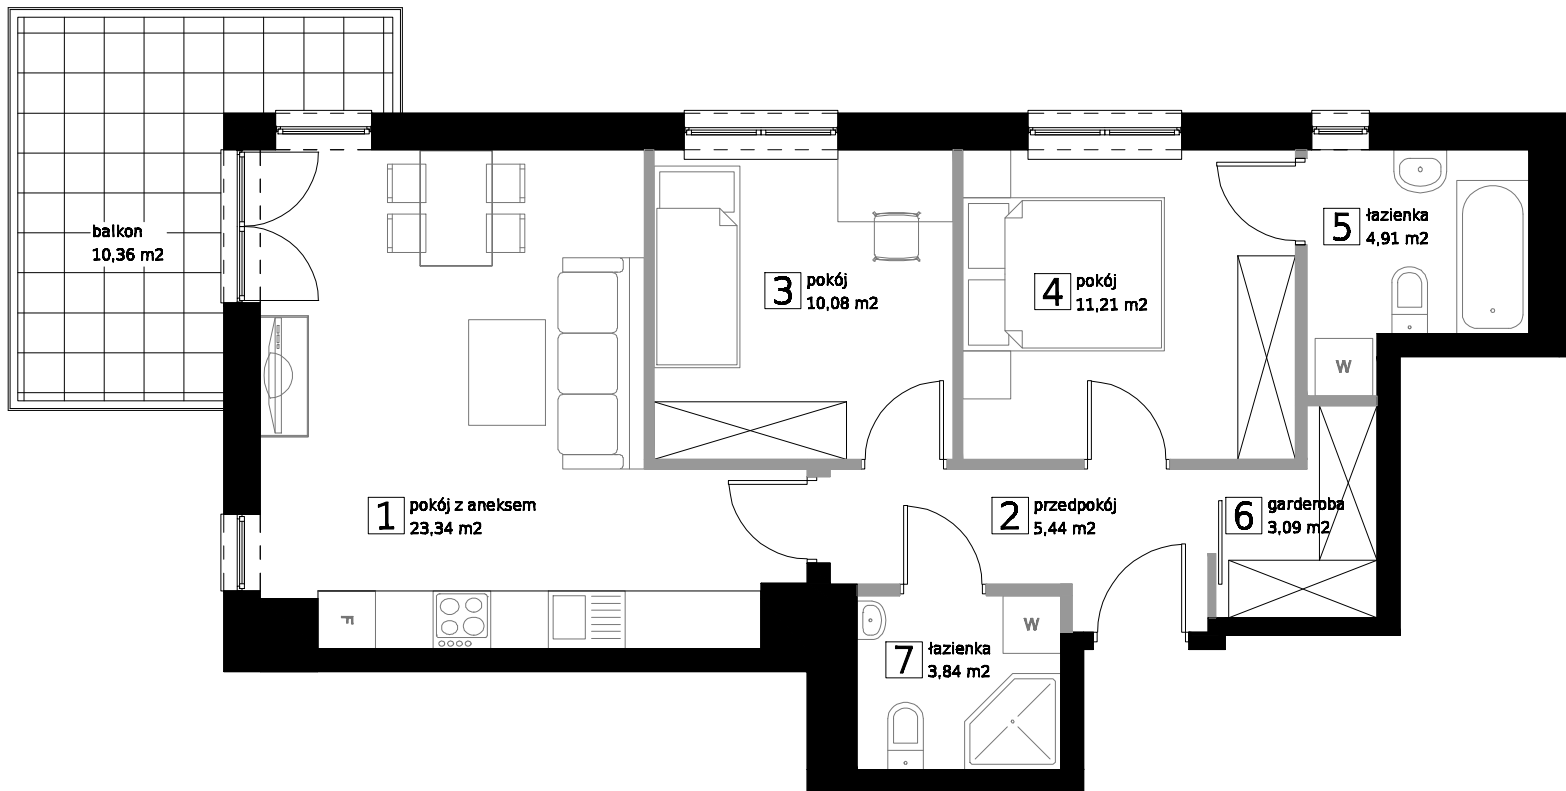 balkon
10,36 m2
1 pokój z aneksem
23,34 m2
3 pokój
10,08 m2
4 pokój
11,21 m2
5 łazienka
4,91 m2
W
2 przedpokój
5,44 m2
6 garderoba
3,09 m2
F
7 łazienka
3,84 m2
W